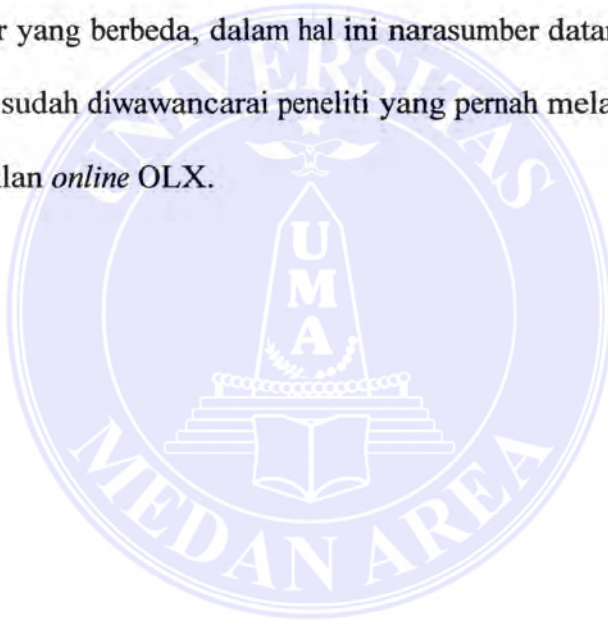 r yang berbeda, dalam hal ini narasumber datan
sudah diwawancarai peneliti yang pernah mela
lan online OLX.
UNIVERSITAS
UMA
MEDAN AREA